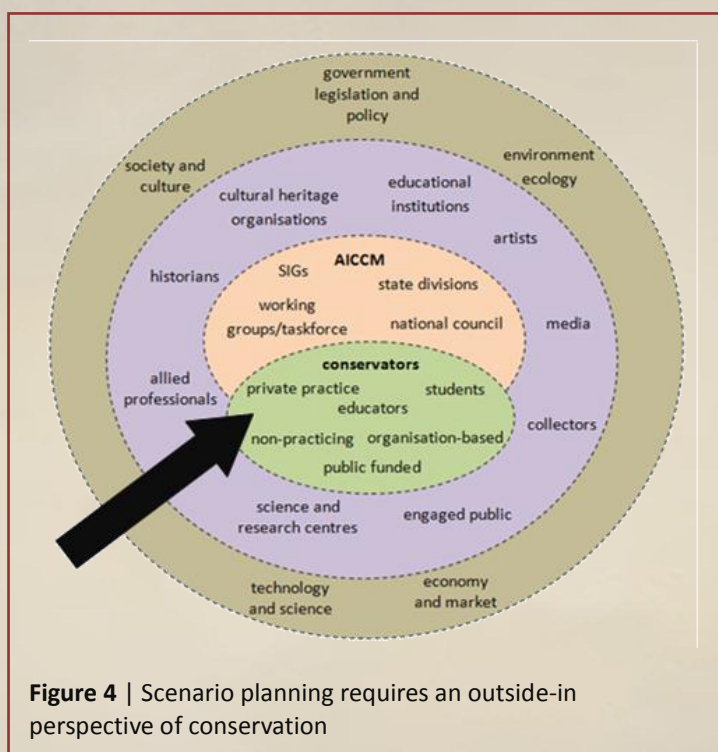 government
legislation and
policy
environment
ecology
society and
culture
educational
institutions
cultural heritage
organisations
artists
AICCM
historians
SIGs
state divisions
working
groups/taskforce
national council
media
conservators
allied
professionals
private practice
students
educators
collectors
non-practicing
organisation-based
public funded
science and
research centres
engaged public
technology
and science
economy
and market
Figure 4 | Scenario planning requires an outside-in
perspective of conservation